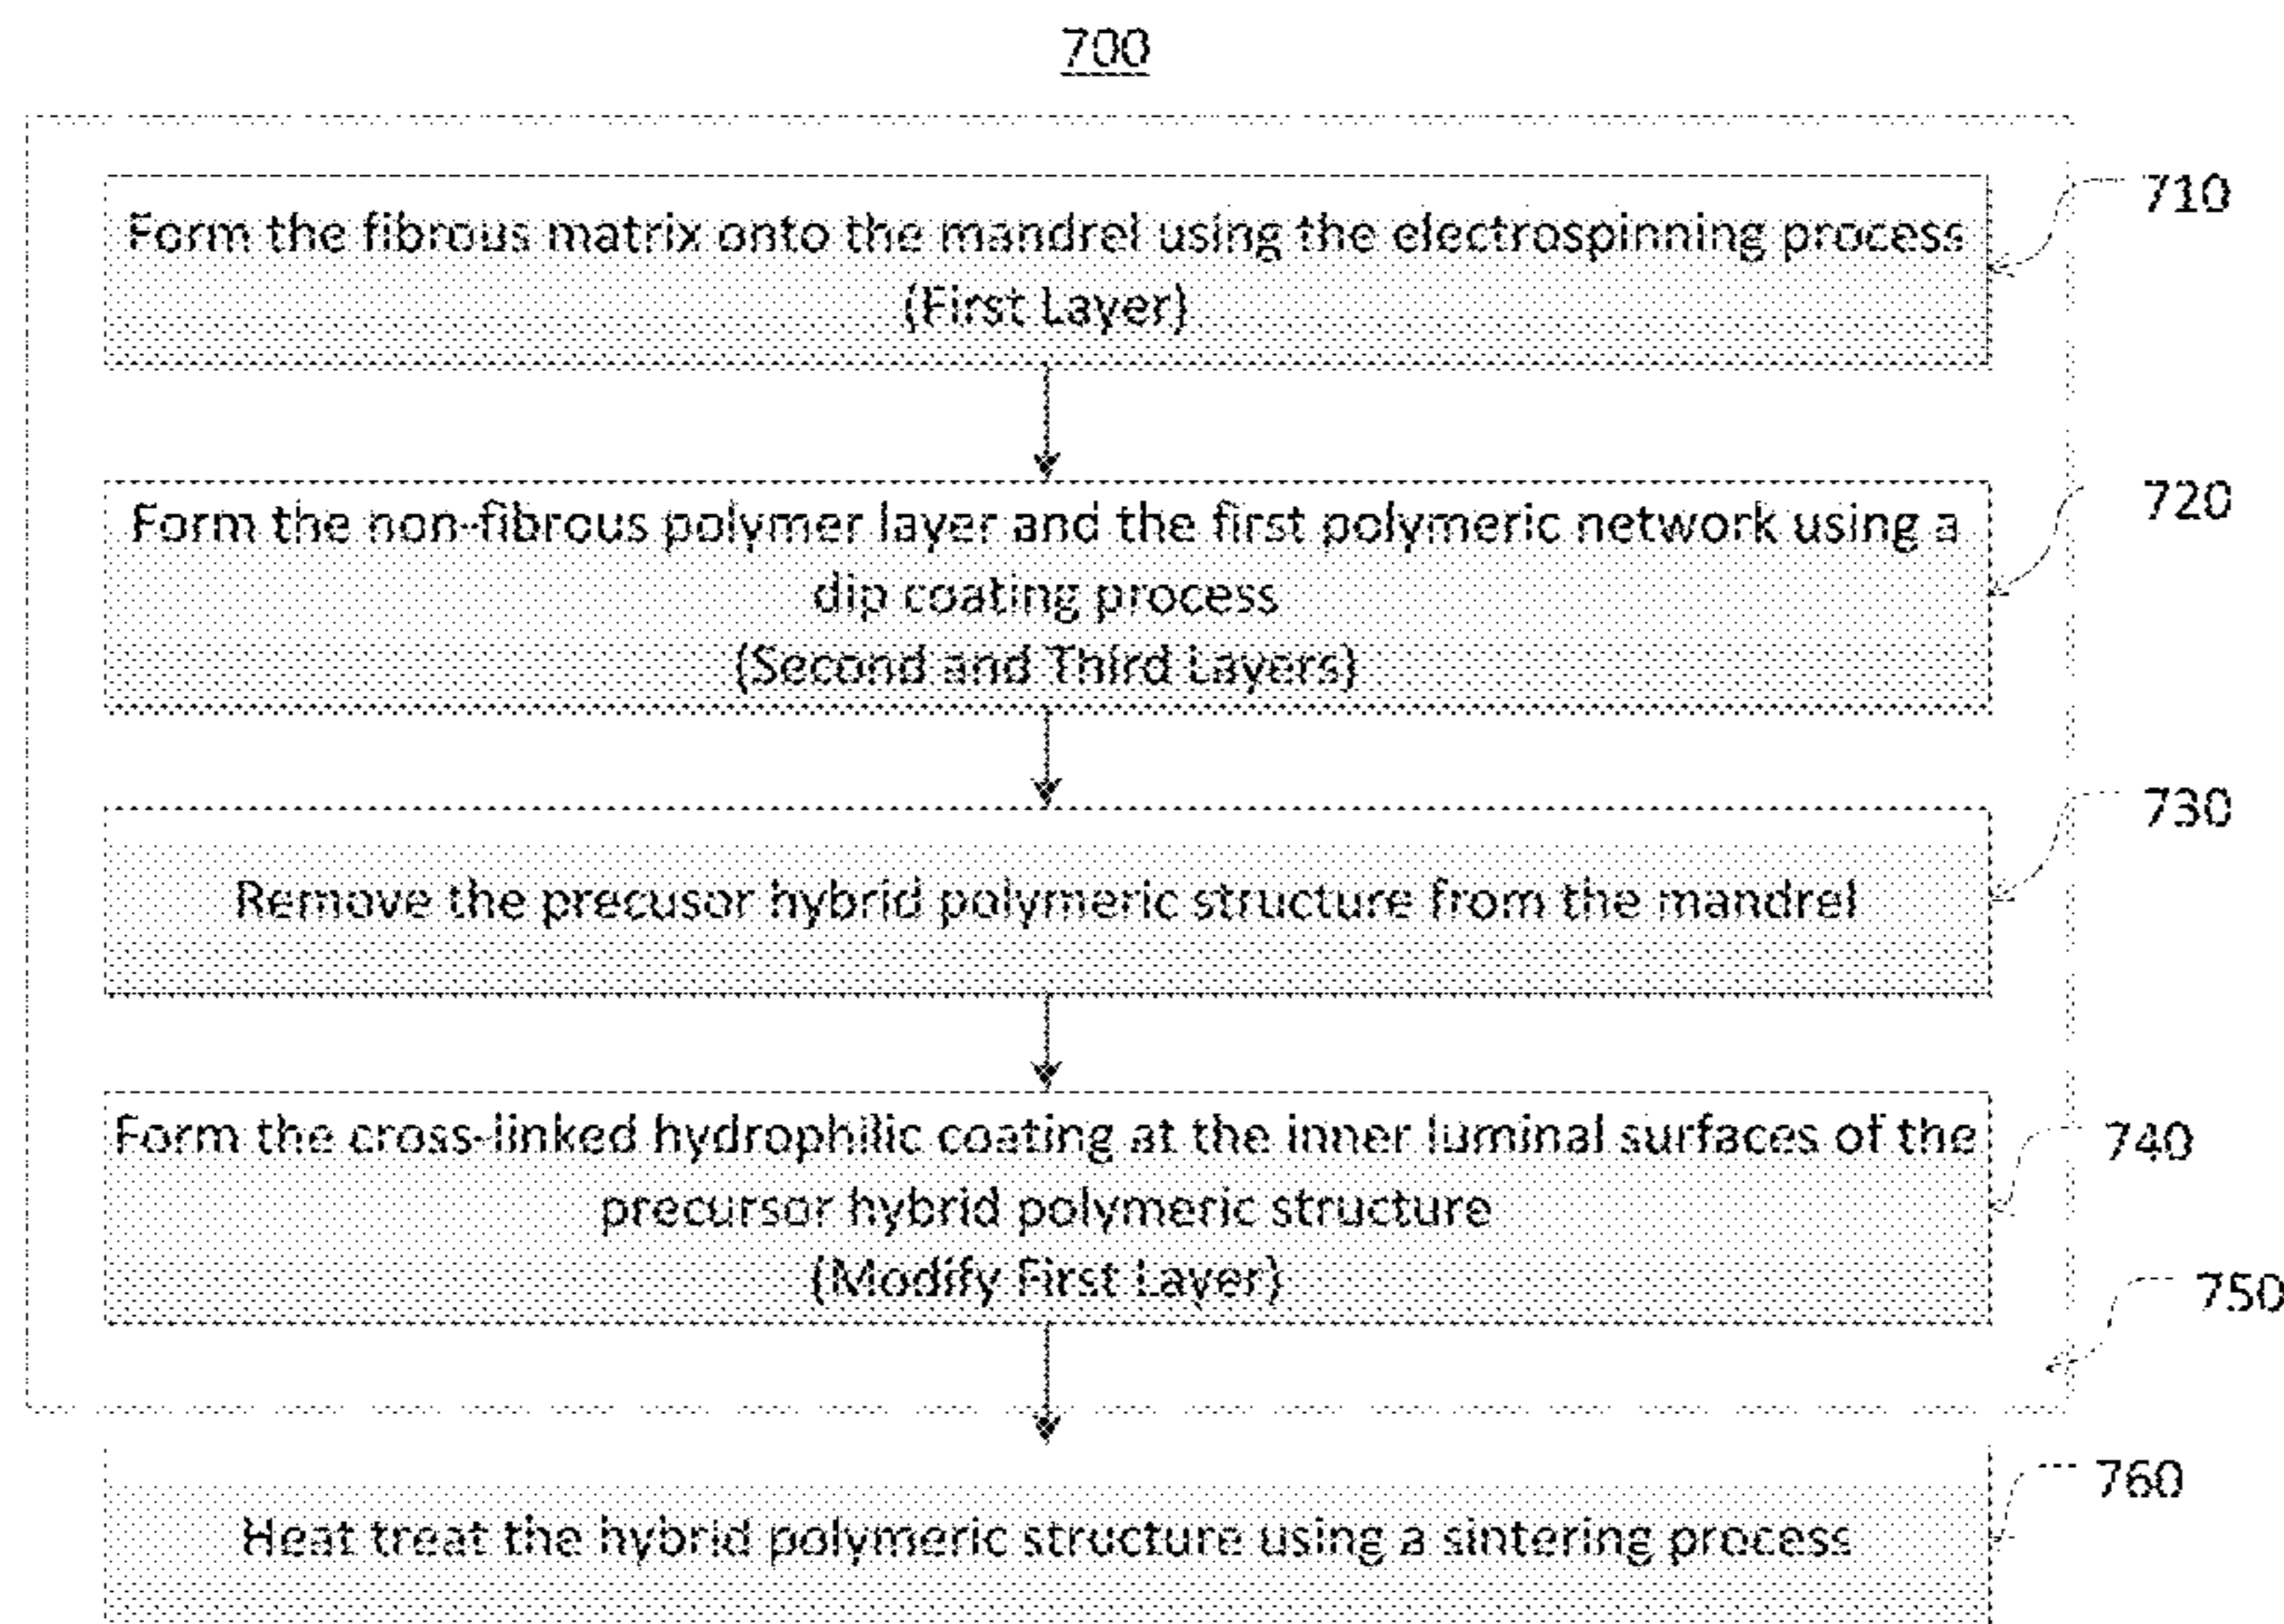 700
Form the fibrous matrix onto the mandrel using the electrospinning process
(First Layer)
710
Form the non-fibrous polymer layer and the first polymeric network using a
dip coating process
(Second and Third Layers)
720
Remove the precusor hybrid polymeric structure from the mandrel
730
Form the cross-linked hydrophilic coating at the inner luminal surfaces of the
precursor hybrid polymeric structure
(Modify First Layer)
740
750
Heat treat the hybrid polymeric structure using a sintering process
760